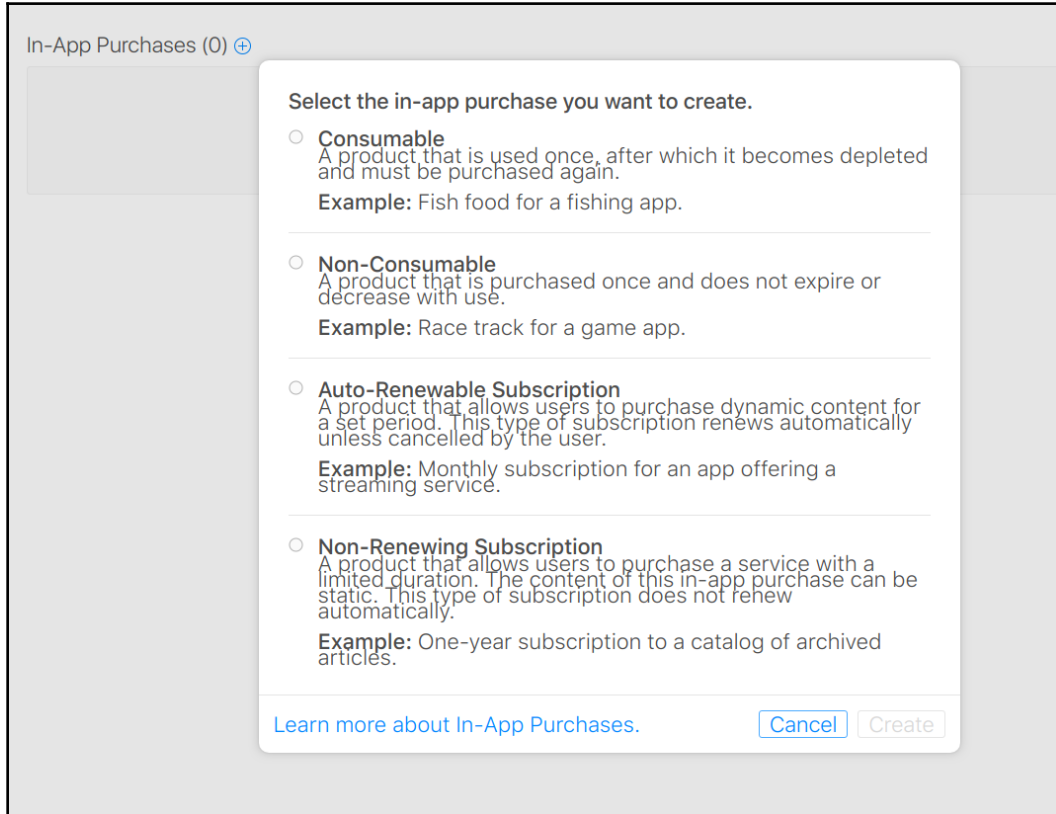 In-App Purchases (0)
Select the in-app purchase you want to create.
Consumable
A product that is used once, after which it becomes depleted
and must be purchased again.
Example: Fish food for a fishing app.
Non-Consumable
A product that is purchased once and does not expire or
decrease with use.
Example: Race track for a game app.
Auto-Renewable Subscription
A product that allows users to purchase dynamic content for
a set period. This type of subscription renews automatically
unless cancelled by the user.
Example: Monthly subscription for an app offering a
streaming service.
Non-Renewing Subscription
A product that allows users to purchase a service with a
limited duration. The content of this in-app purchase can be
static. This type of subscription does not renew
automatically.
Example: One-year subscription to a catalog of archived
articles.
Learn more about In-App Purchases.
Cancel
Create